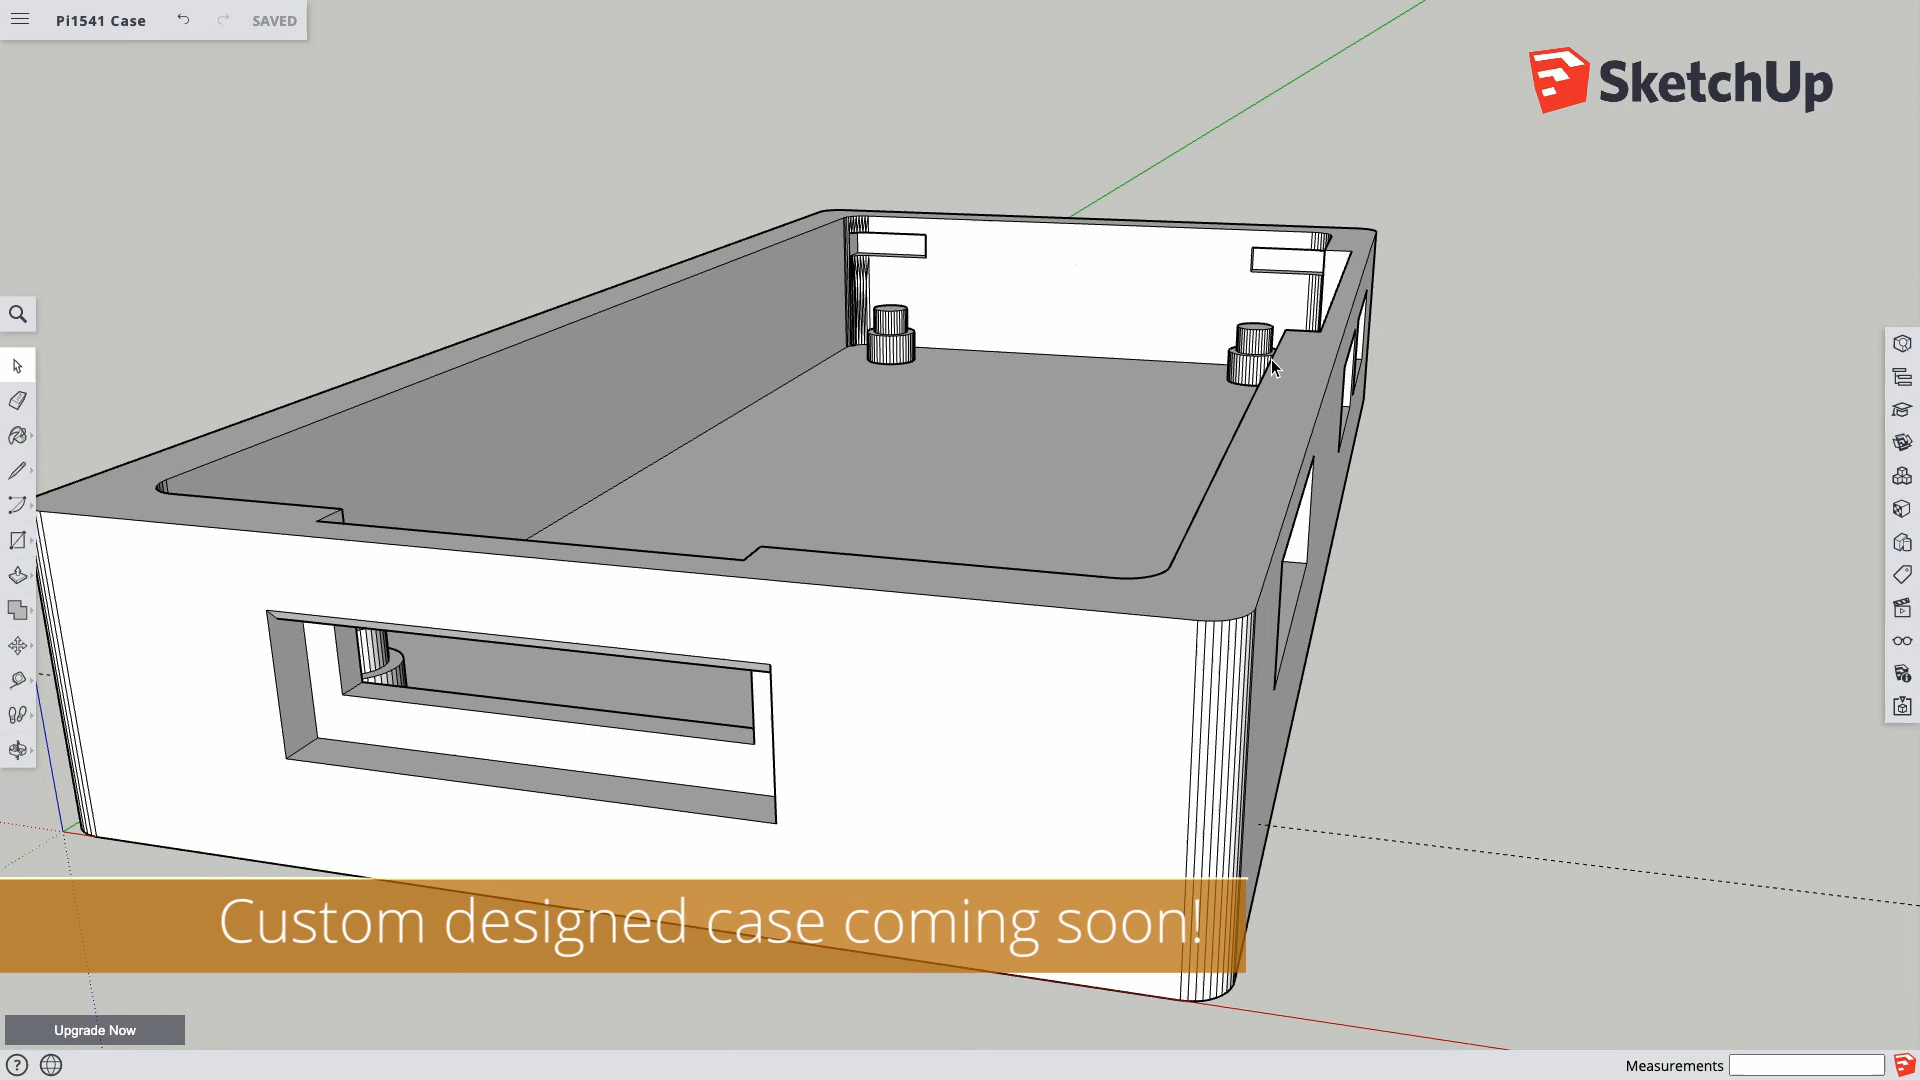 Pi1541 Case
SAVED
SketchUp
Custom designed case coming soon!
Upgrade Now
?
Measurements